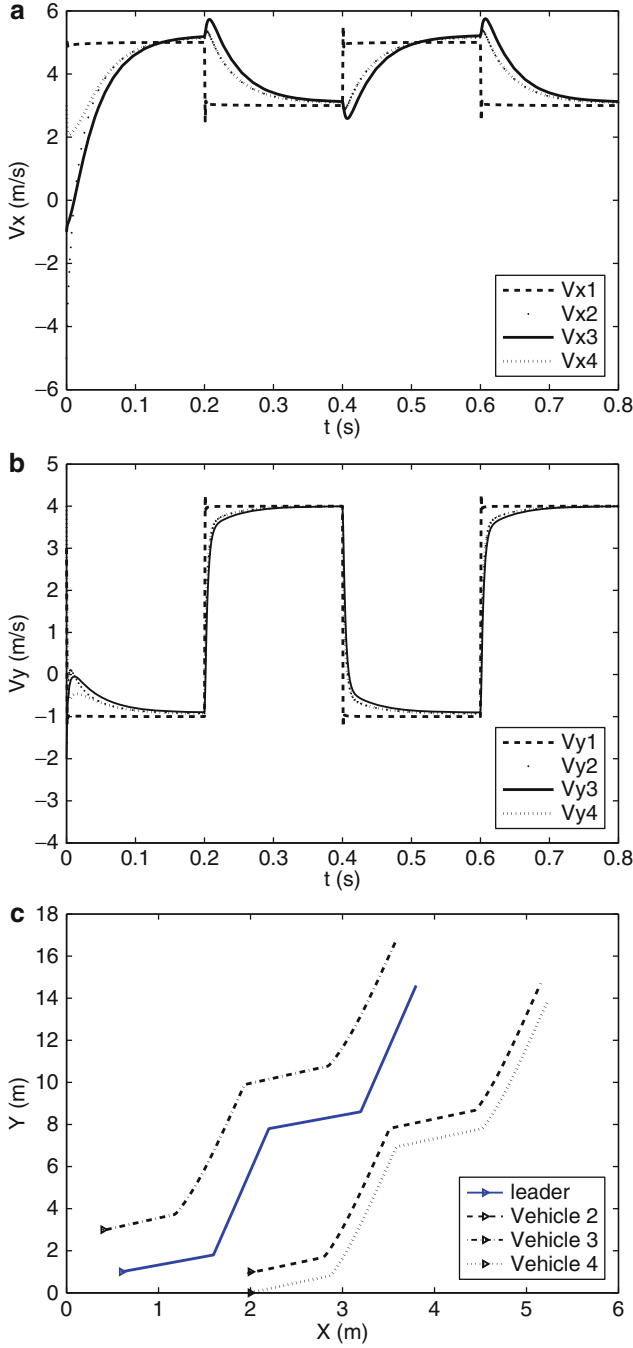 a
6
4
2
0
−2
−4
−6
Vx (m/s)
Vx1
Vx2
Vx3
Vx4
0 0.1 0.2 0.3 0.4 0.5 0.6 0.7 0.8
t (s)
b
5
4
3
2
1
0
−1
−2
−3
−4
Vy (m/s)
Vy1
Vy2
Vy3
Vy4
0 0.1 0.2 0.3 0.4 0.5 0.6 0.7 0.8
t (s)
c
18
16
14
12
10
8
6
4
2
0
Y (m)
leader
Vehicle 2
Vehicle 3
Vehicle 4
0 1 2 3 4 5 6
X (m)